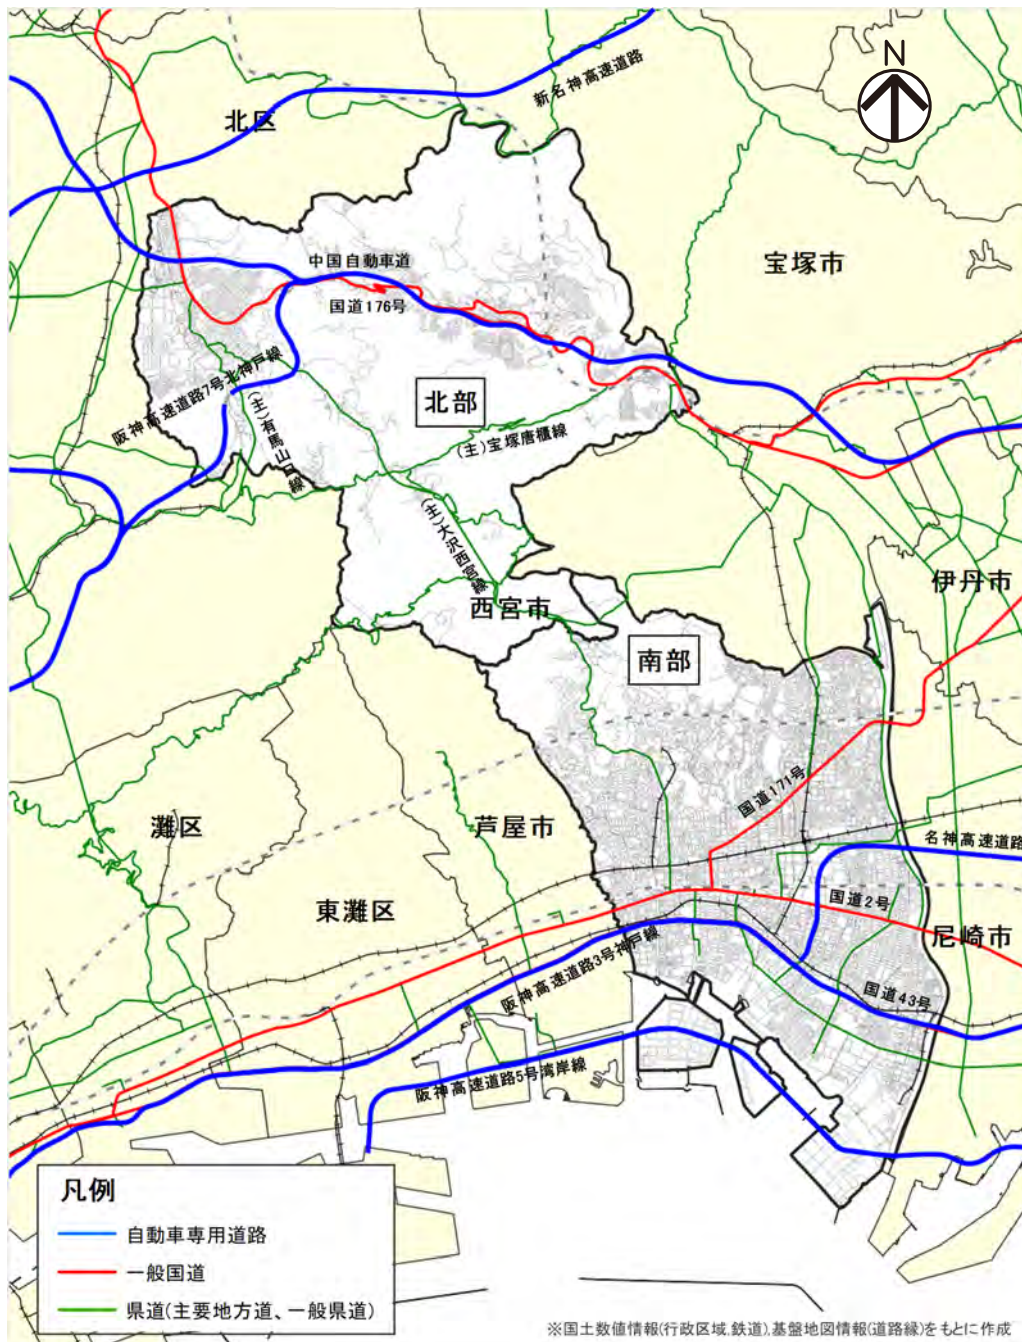 新名神高速道路
N
北区
宝塚市
中国自動車道
国道176号
阪神高速道路7号北神戸線
北部
(主)有馬山口線
(主)宝塚唐櫃線
(主)大沢西宮線
伊丹市
西宮市
南部
国道171号
灘区
芦屋市
名神高速道路
東灘区
国道2号
尼崎市
阪神高速道路3号神戸線
国道43号
阪神高速道路5号湾岸線
凡例
自動車専用道路
一般国道
県道(主要地方道、一般県道)
※国土数値情報(行政区域,鉄道),基盤地図情報(道路縁)をもとに作成